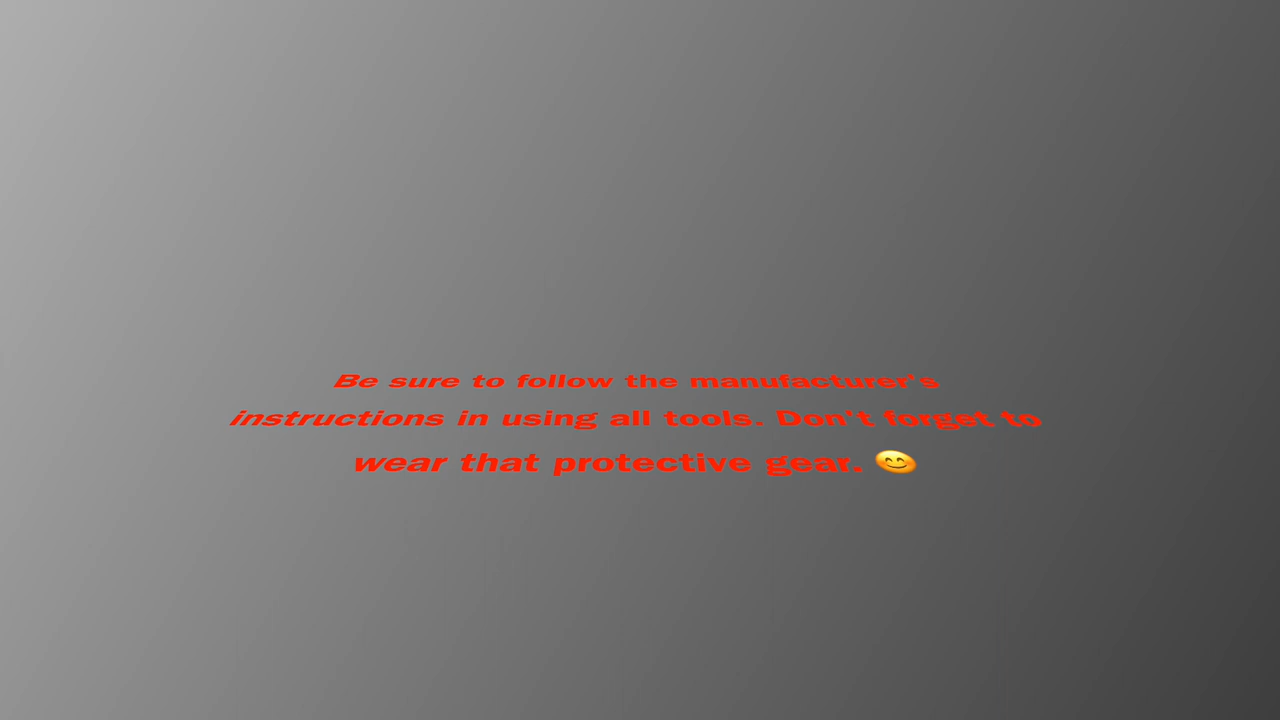 Be sure to follow the manufacturer's
instructions in using all tools. Don't forget to
wear that protective gear. 😊